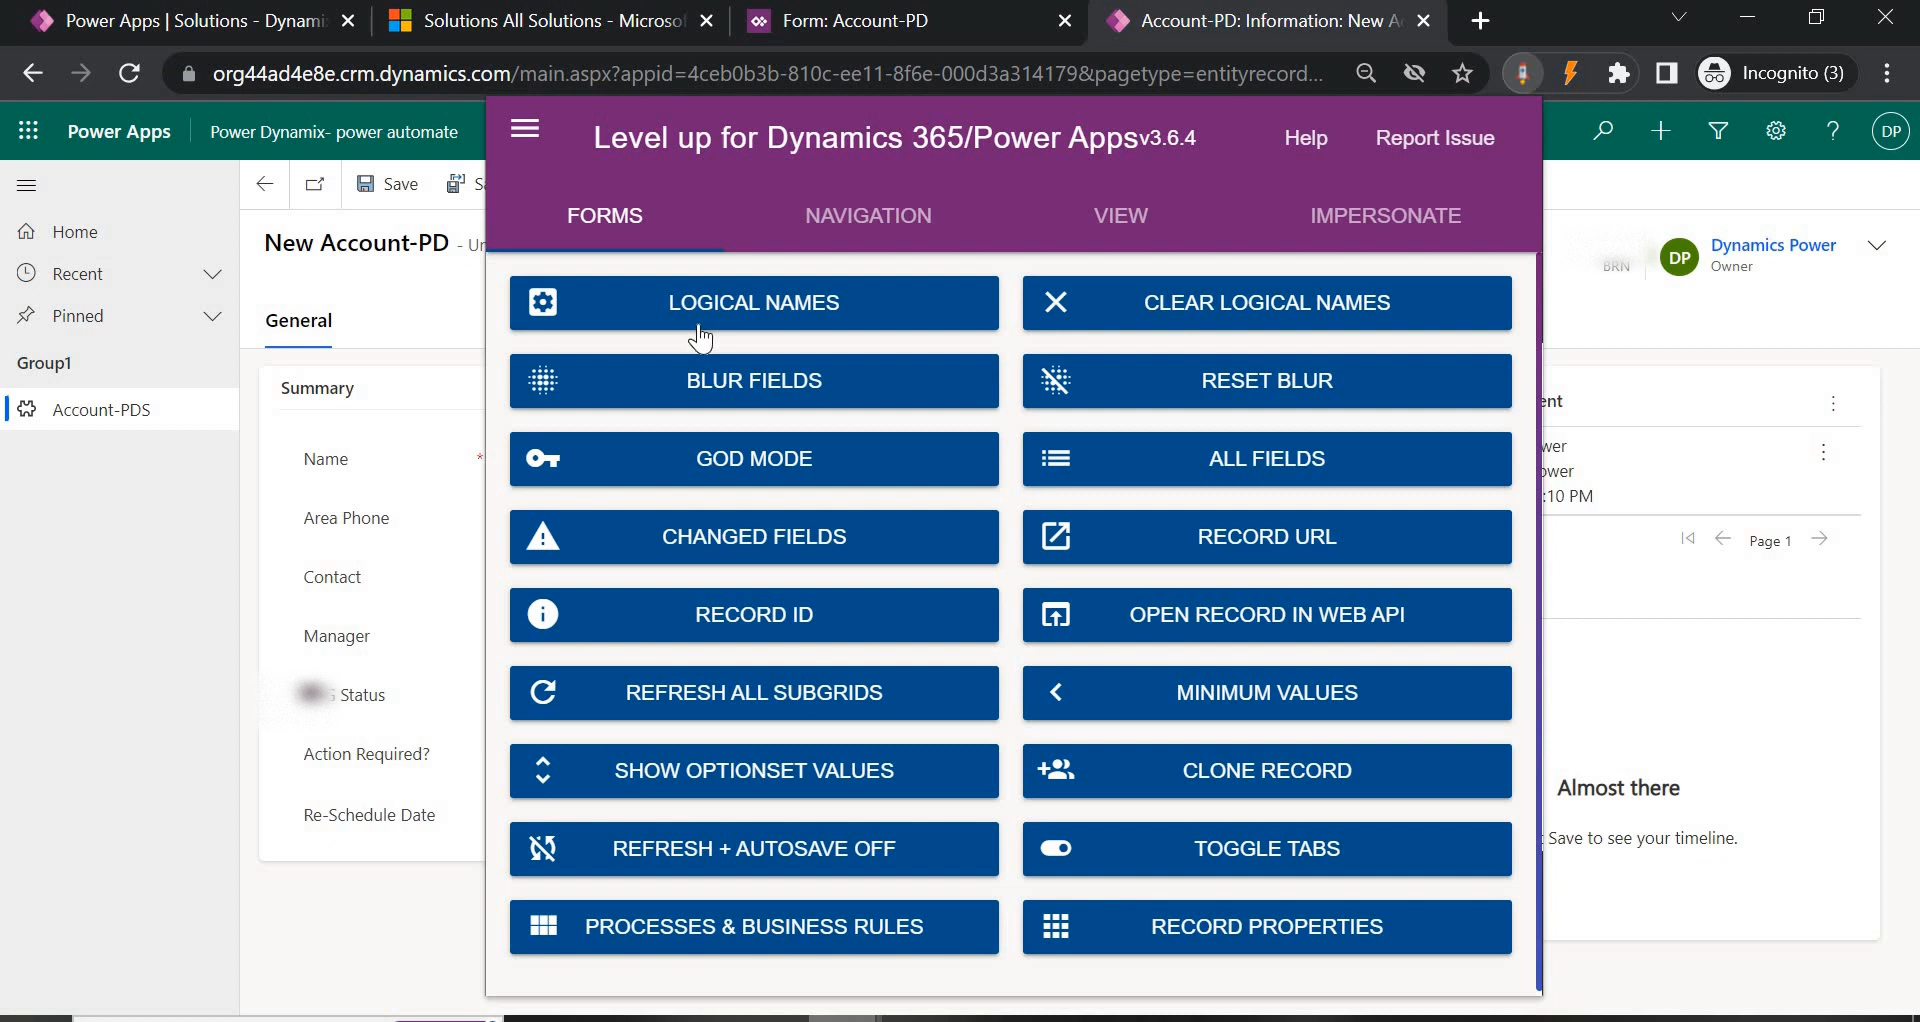 Power Apps | Solutions - Dynami
Solutions All Solutions - Microsof
Form: Account-PD
Account-PD: Information: New A
org44ad4e8e.crm.dynamics.com/main.aspx?appid=4ceb0b3b-810c-ee11-8f6e-000d3a314179&pagetype=entityrecord...
Incognito (3)
Power Apps
Power Dynamix- power automate
DP
Level up for Dynamics 365/Power Appsv3.6.4
Help
Report Issue
FORMS
NAVIGATION
VIEW
IMPERSONATE
Save
Sa
Home
Recent
Pinned
Group1
Account-PDS
New Account-PD - Un
General
Summary
Name *
Area Phone
Contact
Manager
Status
Action Required?
Re-Schedule Date
LOGICAL NAMES
CLEAR LOGICAL NAMES
BLUR FIELDS
RESET BLUR
GOD MODE
ALL FIELDS
CHANGED FIELDS
RECORD URL
RECORD ID
OPEN RECORD IN WEB API
REFRESH ALL SUBGRIDS
MINIMUM VALUES
SHOW OPTIONSET VALUES
CLONE RECORD
REFRESH + AUTOSAVE OFF
TOGGLE TABS
PROCESSES & BUSINESS RULES
RECORD PROPERTIES
BRN
DP
Dynamics Power
Owner
ent
wer
ower
:10 PM
Page 1
Almost there
Save to see your timeline.